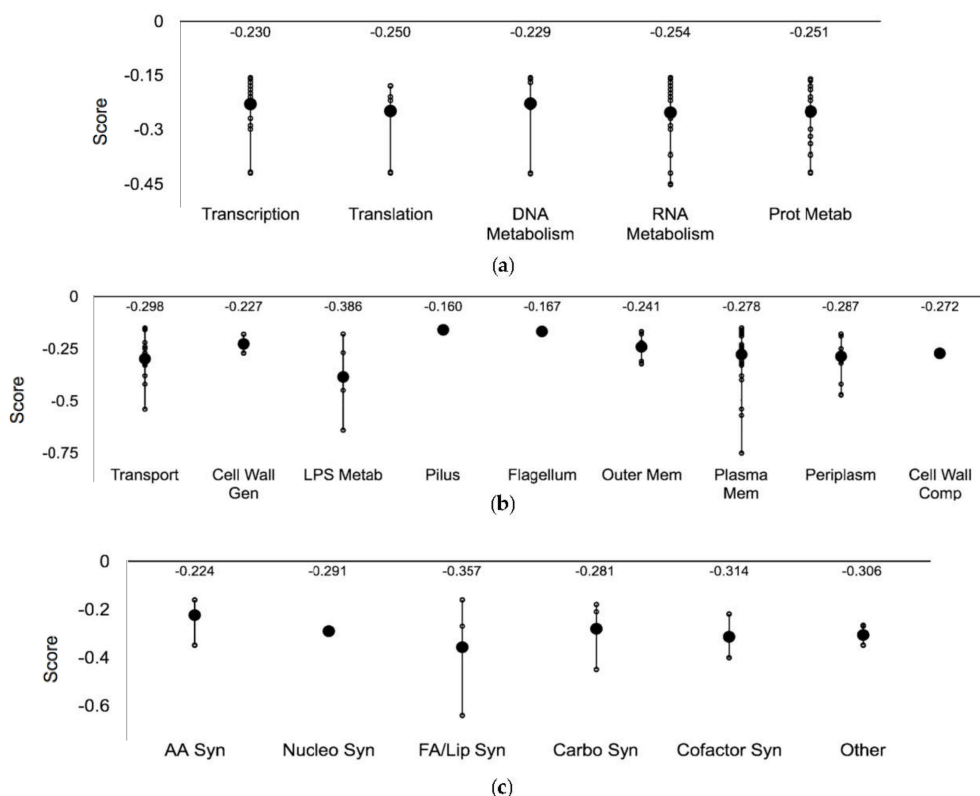 0
-0.230 -0.250 -0.229 -0.254 -0.251
-0.15
Score
-0.3
-0.45
Transcription Translation DNA Metabolism RNA Metabolism Prot Metab
(a)
0
-0.298 -0.227 -0.386 -0.160 -0.167 -0.241 -0.278 -0.287 -0.272
-0.25
Score
-0.5
-0.75
Transport Cell Wall Gen LPS Metab Pilus Flagellum Outer Mem Plasma Mem Periplasm Cell Wall Comp
(b)
0
-0.224 -0.291 -0.357 -0.281 -0.314 -0.306
-0.2
Score
-0.4
-0.6
AA Syn Nucleo Syn FA/Lip Syn Carbo Syn Cofactor Syn Other
(c)